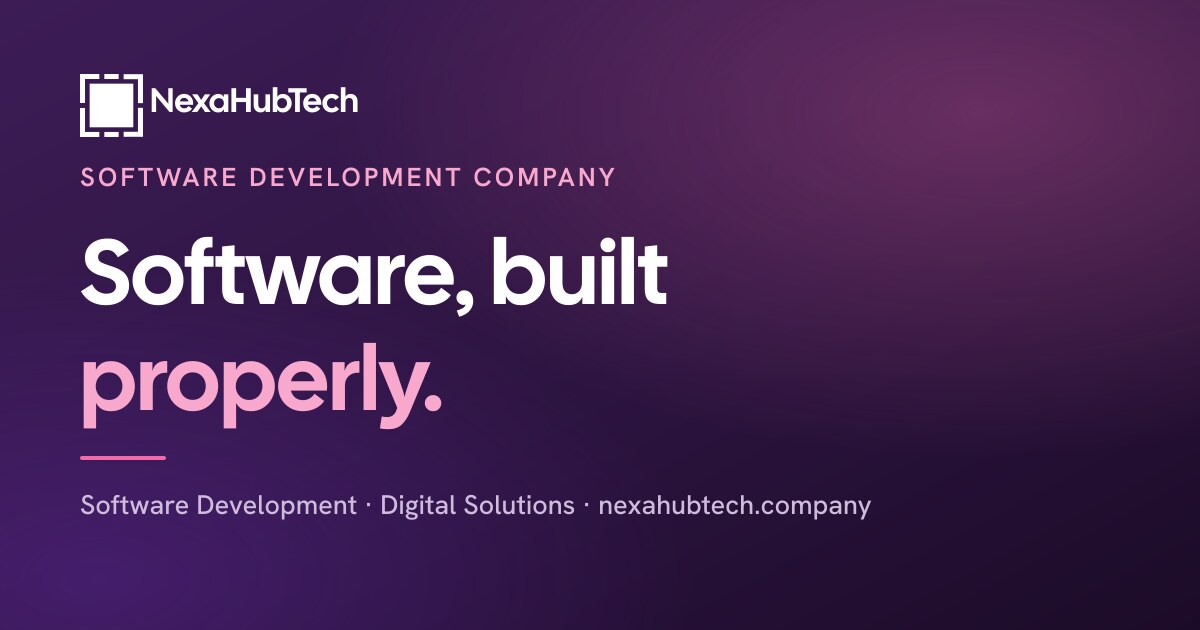 NexaHubTech
SOFTWARE DEVELOPMENT COMPANY
Software, built
properly.
Software Development · Digital Solutions · nexahubtech.company